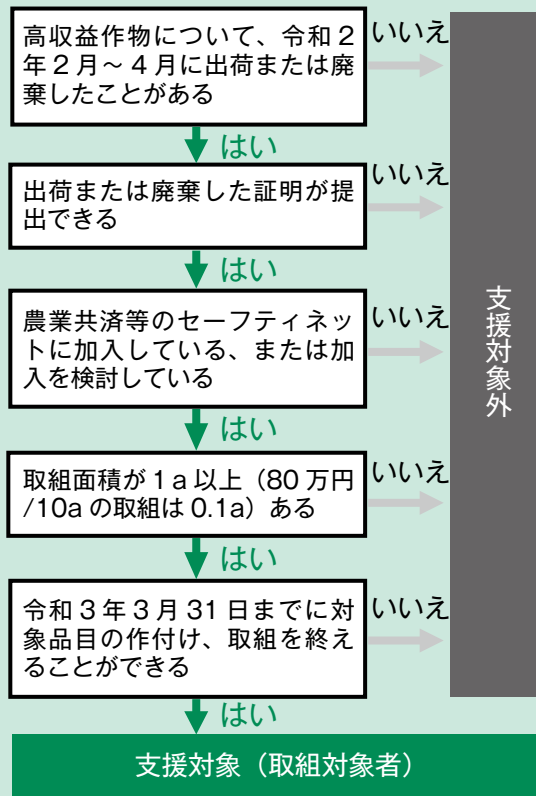 高収益作物について、令和2
年2月～4月に出荷または廃
棄したことがある
いいえ
はい
出荷または廃棄した証明が提
出できる
いいえ
はい
農業共済等のセーフティネッ
トに加入している、または加
入を検討している
いいえ
はい
取組面積が1a以上（80万円
/10aの取組は0.1a）ある
いいえ
はい
令和3年3月31日までに対
象品目の作付け、取組を終え
ることができる
いいえ
はい
支援対象外
支援対象（取組対象者）